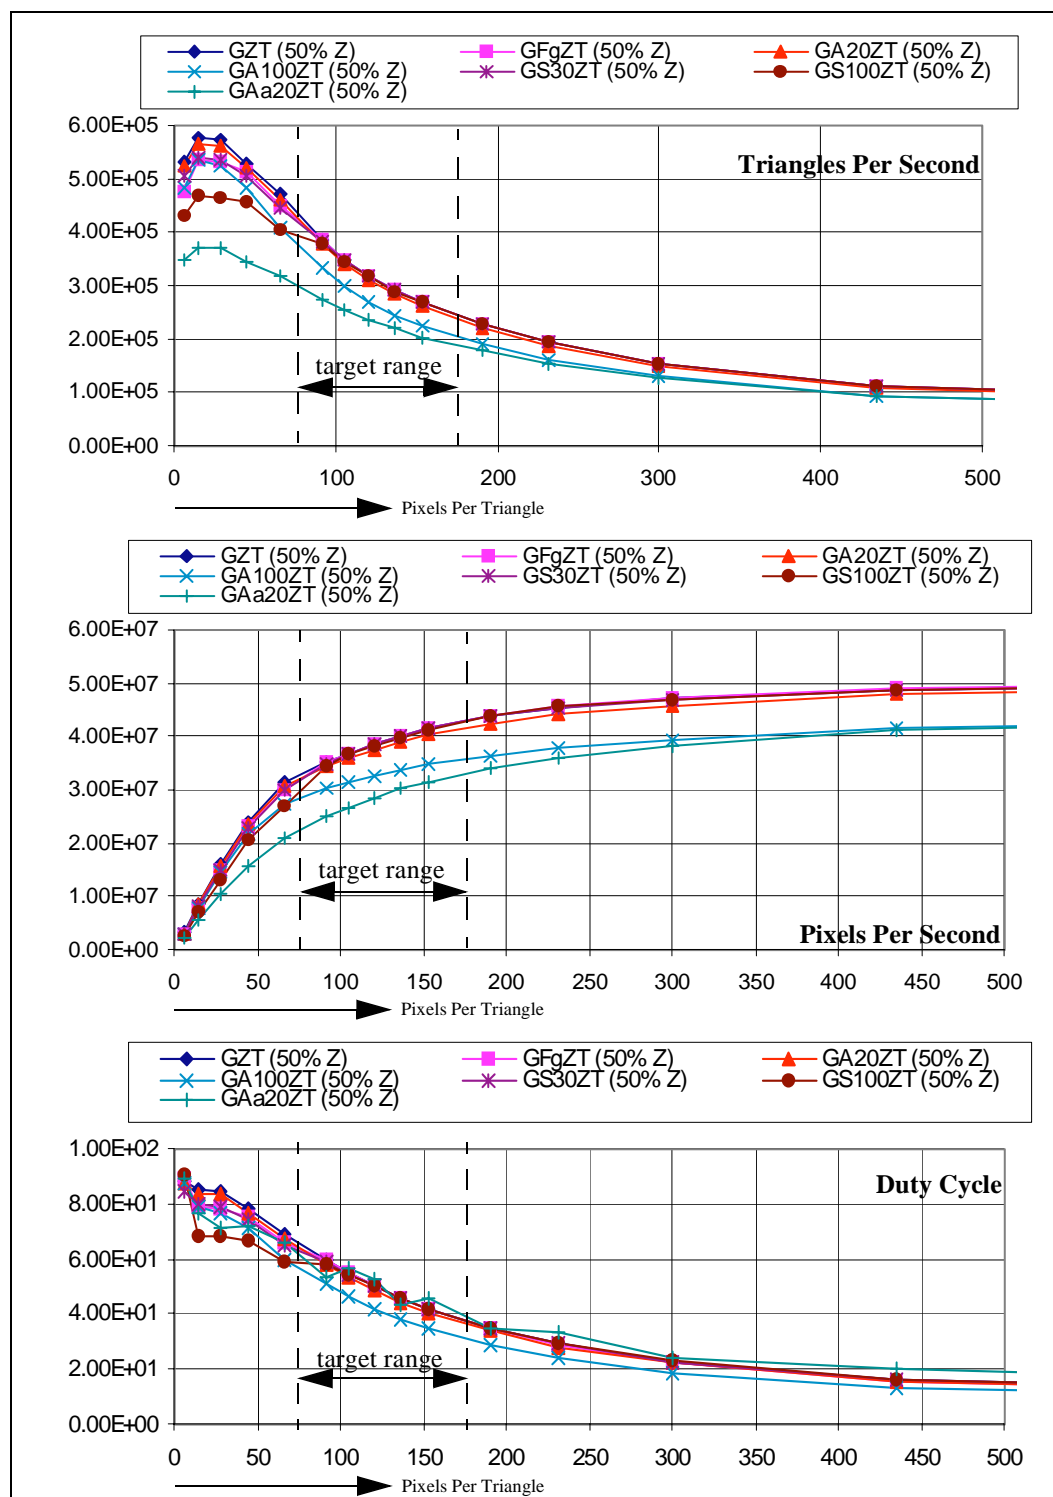 GZT (50% Z) GFgZT (50% Z) GA20ZT (50% Z)
GA100ZT (50% Z) GS30ZT (50% Z) GS100ZT (50% Z)
GAa20ZT (50% Z)
6.00E+05
Triangles Per Second
5.00E+05
4.00E+05
3.00E+05
2.00E+05
target range
1.00E+05
0.00E+00
0 100 200 300 400 500
Pixels Per Triangle
GZT (50% Z) GFgZT (50% Z) GA20ZT (50% Z)
GA100ZT (50% Z) GS30ZT (50% Z) GS100ZT (50% Z)
GAa20ZT (50% Z)
6.00E+07
5.00E+07
4.00E+07
3.00E+07
2.00E+07
target range
1.00E+07
Pixels Per Second
0.00E+00
0 50 100 150 200 250 300 350 400 450 500
Pixels Per Triangle
GZT (50% Z) GFgZT (50% Z) GA20ZT (50% Z)
GA100ZT (50% Z) GS30ZT (50% Z) GS100ZT (50% Z)
GAa20ZT (50% Z)
1.00E+02
Duty Cycle
8.00E+01
6.00E+01
4.00E+01
target range
2.00E+01
0.00E+00
0 50 100 150 200 250 300 350 400 450 500
Pixels Per Triangle